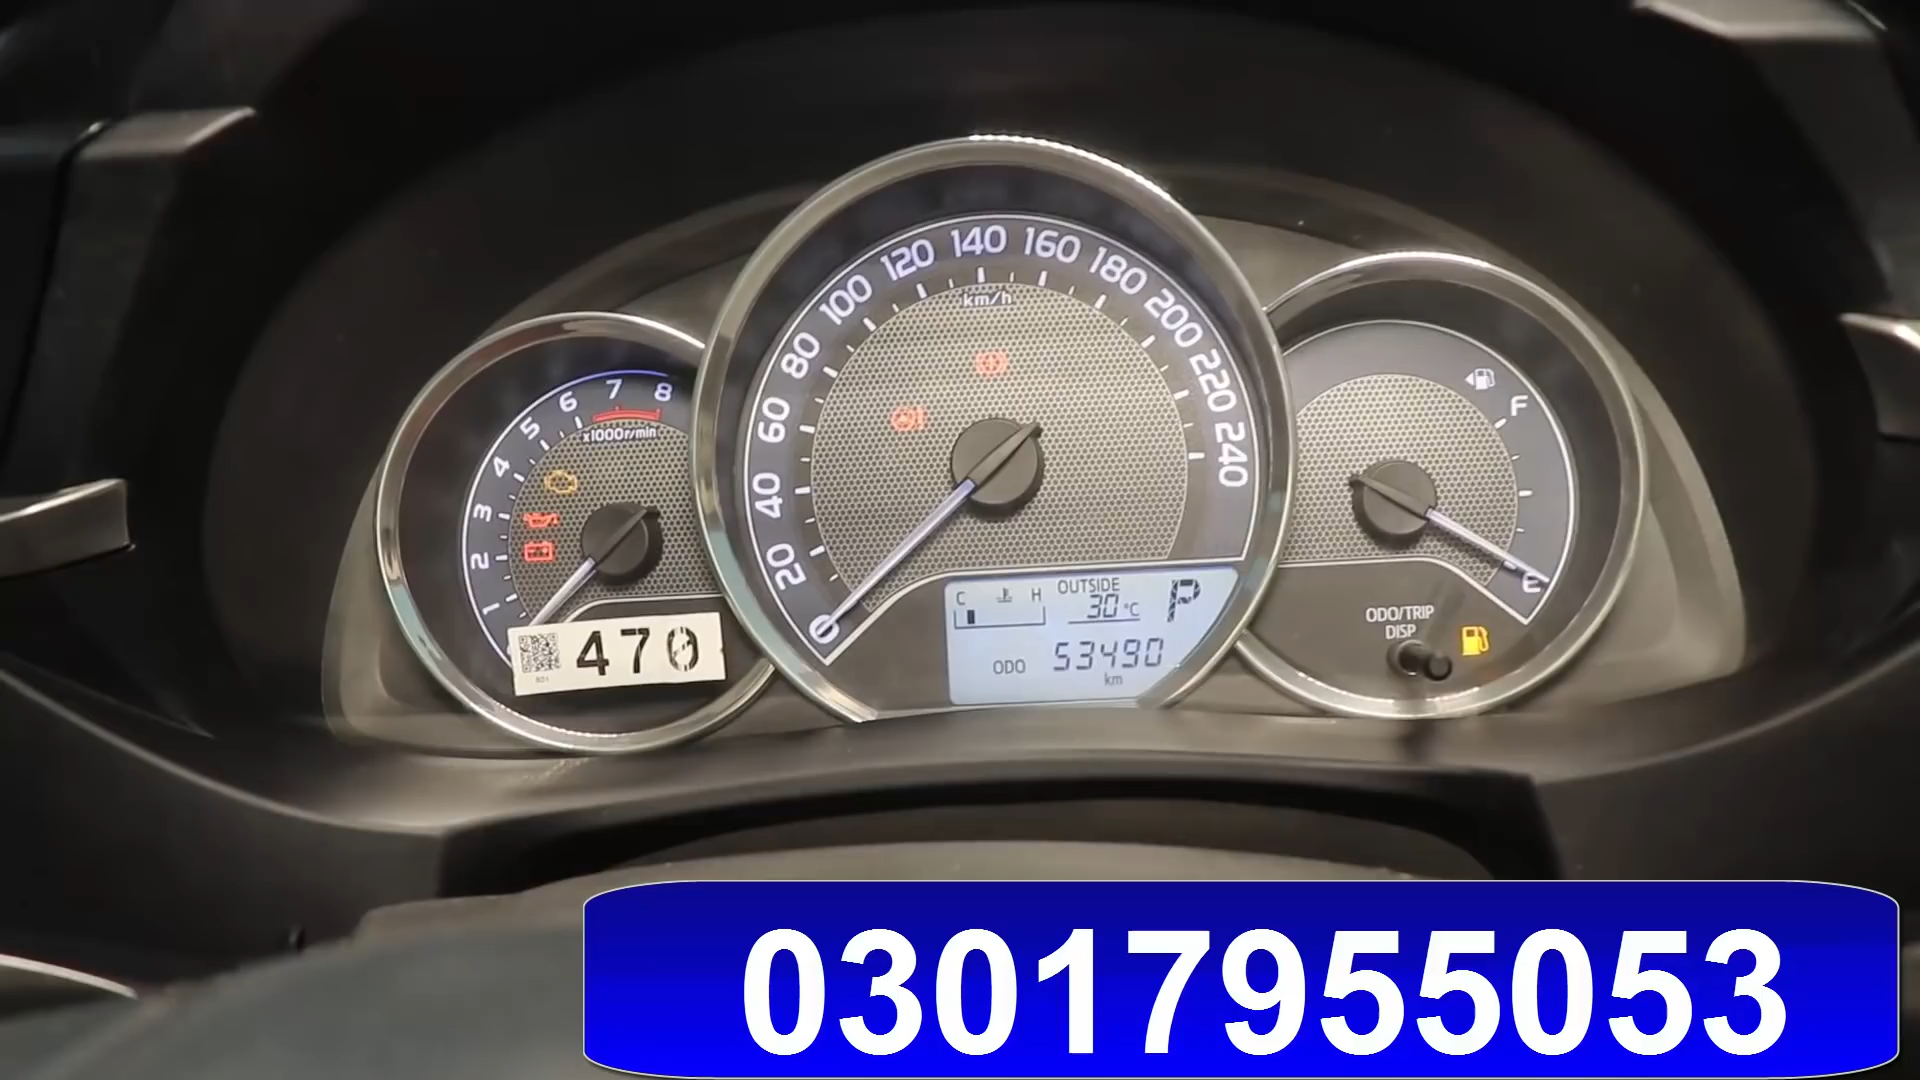 0 20 40 60 80 100 120 140 160 180 200 220 240
km/h
1 2 3 4 5 6 7 8
x1000r/min
470
C H
OUTSIDE
30 °C
P
ODO 53490
km
F
E
ODO/TRIP
DISP
03017955053